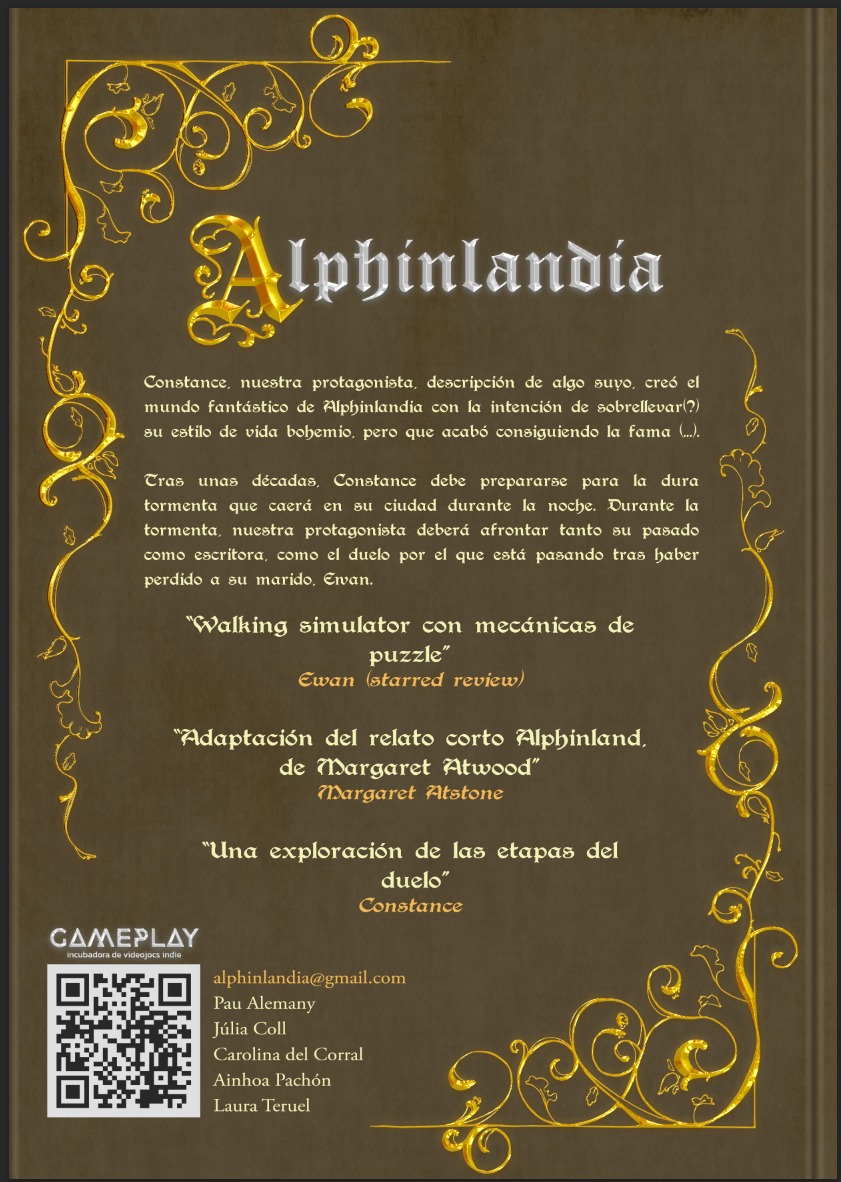 Alphinlandia
Constance, nuestra protagonista, descripción de algo suyo, creó el
mundo fantástico de Alphinlandia con la intención de sobrellevar(?)
su estilo de vida bohemio, pero que acabó consiguiendo la fama (...).
Tras unas décadas, Constance debe prepararse para la dura
tormenta que caerá en su ciudad durante la noche. Durante la
tormenta, nuestra protagonista deberá afrontar tanto su pasado
como escritora, como el duelo por el que está pasando tras haber
perdido a su marido, Ewan.
“Walking simulator con mecánicas de
puzzle”
Ewan (starred review)
“Adaptación del relato corto Alphinland,
de Margaret Atwood”
Margaret Atstone
“Una exploración de las etapas del
duelo”
Constance
GAMEPLAY
incubadora de videojocs indie
alphinlandia@gmail.com
Pau Alemany
Júlia Coll
Carolina del Corral
Ainhoa Pachón
Laura Teruel